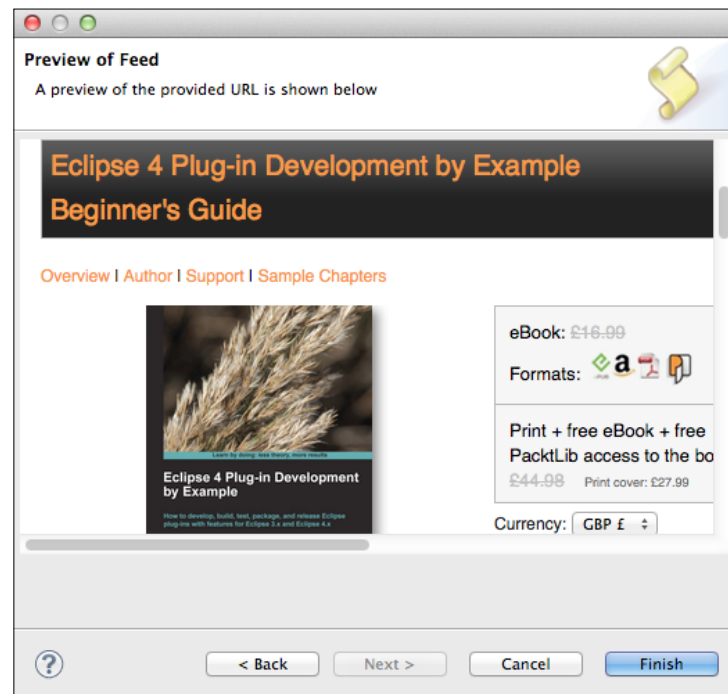 Preview of Feed
A preview of the provided URL is shown below
Eclipse 4 Plug-in Development by Example
Beginner's Guide
Overview I Author I Support I Sample Chapters
Learn by doing: less theory, more results
Eclipse 4 Plug-in Development
by Example
How to develop, build, test, package, and release Eclipse
plug-ins with features for Eclipse 3.x and Eclipse 4.x
eBook: £16.99
Formats:
Print + free eBook + free
PacktLib access to the bo
£44.98 Print cover: £27.99
Currency: GBP £
?
< Back
Next >
Cancel
Finish